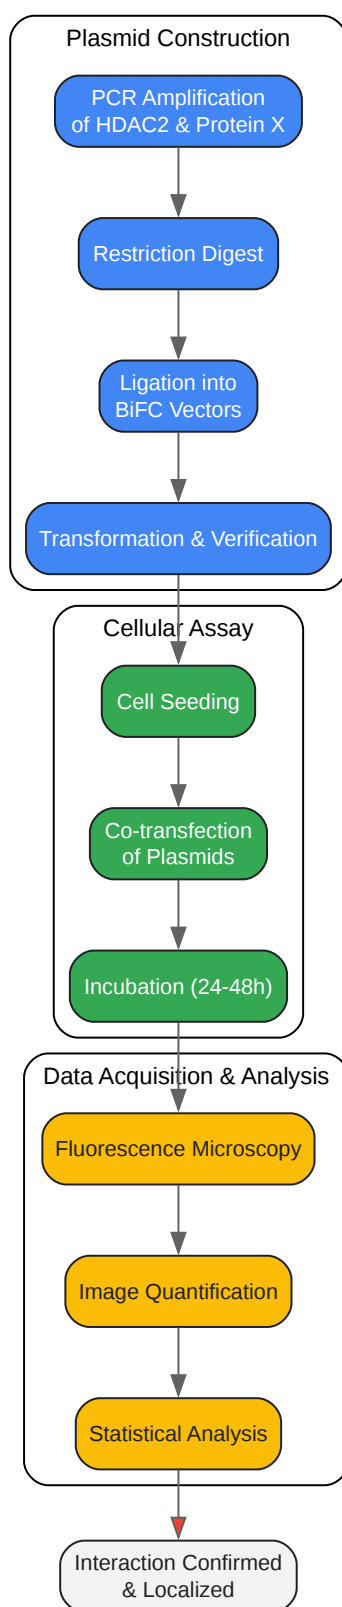 Plasmid Construction
PCR Amplification
of HDAC2 & Protein X
Restriction Digest
Ligation into
BiFC Vectors
Transformation & Verification
Cellular Assay
Cell Seeding
Co-transfection
of Plasmids
Incubation (24-48h)
Data Acquisition & Analysis
Fluorescence Microscopy
Image Quantification
Statistical Analysis
Interaction Confirmed
& Localized